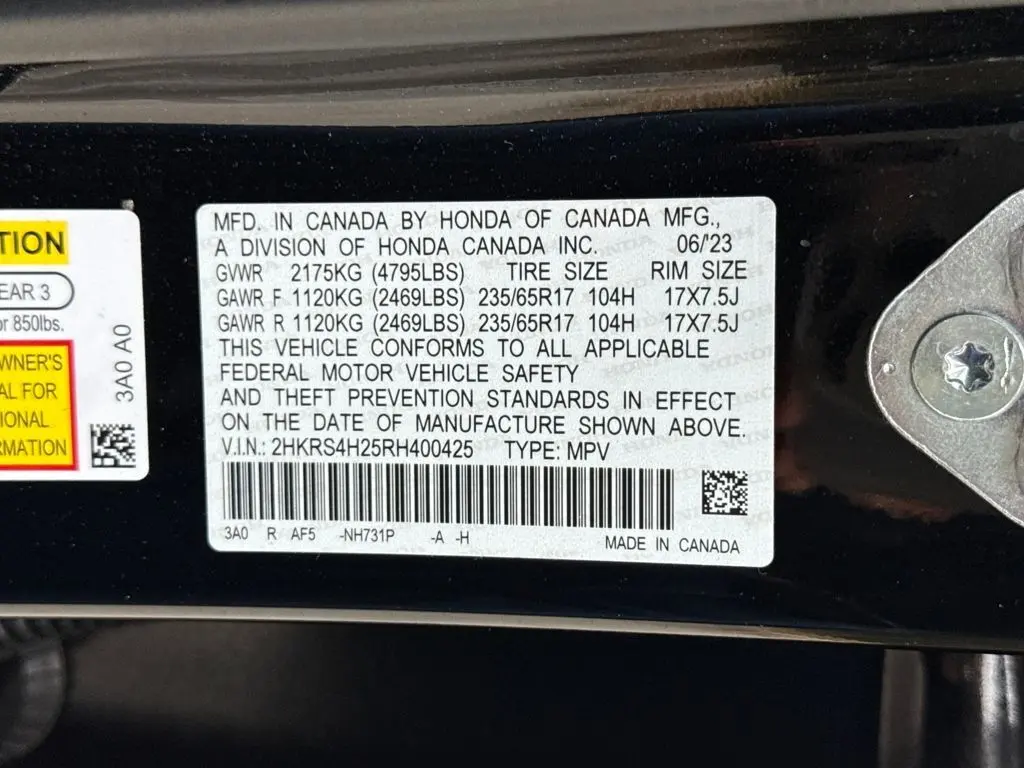 TION
EAR 3
or 850lbs.
WNER'S
AL FOR
IONAL
RMATION
3A0 A0
MFD. IN CANADA BY HONDA OF CANADA MFG.,
A DIVISION OF HONDA CANADA INC. 06/'23
GVWR 2175KG (4795LBS) TIRE SIZE RIM SIZE
GAWR F 1120KG (2469LBS) 235/65R17 104H 17X7.5J
GAWR R 1120KG (2469LBS) 235/65R17 104H 17X7.5J
THIS VEHICLE CONFORMS TO ALL APPLICABLE
FEDERAL MOTOR VEHICLE SAFETY
AND THEFT PREVENTION STANDARDS IN EFFECT
ON THE DATE OF MANUFACTURE SHOWN ABOVE.
V.I.N.: 2HKRS4H25RH400425 TYPE: MPV
3A0 R AF5 -NH731P -A -H
MADE IN CANADA